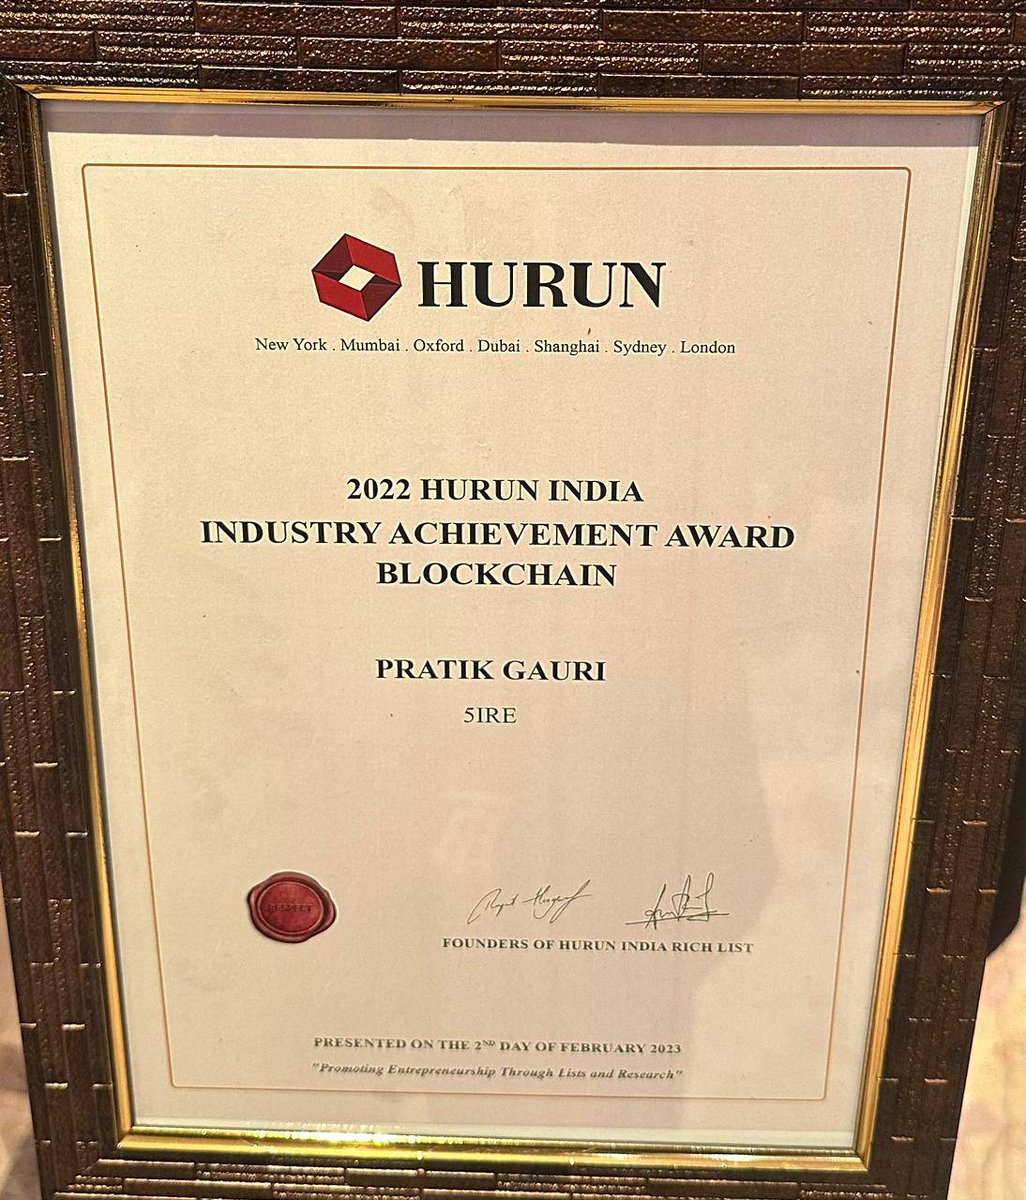 HURUN
New York . Mumbai . Oxford . Dubai . Shanghai . Sydney . London
2022 HURUN INDIA
INDUSTRY ACHIEVEMENT AWARD
BLOCKCHAIN
PRATIK GAURI
5IRE
RESPECT
FOUNDERS OF HURUN INDIA RICH LIST
PRESENTED ON THE 2ND DAY OF FEBRUARY 2023
"Promoting Entrepreneurship Through Lists and Research"